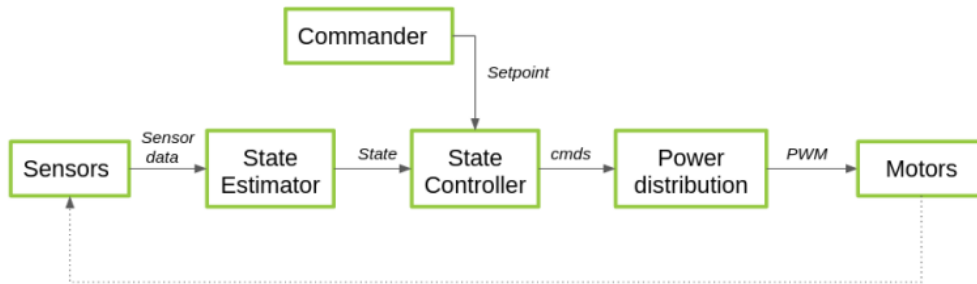 Commander
Setpoint
Sensor
data
State
cmds
PWM
Sensors
State
Estimator
State
Controller
Power
distribution
Motors